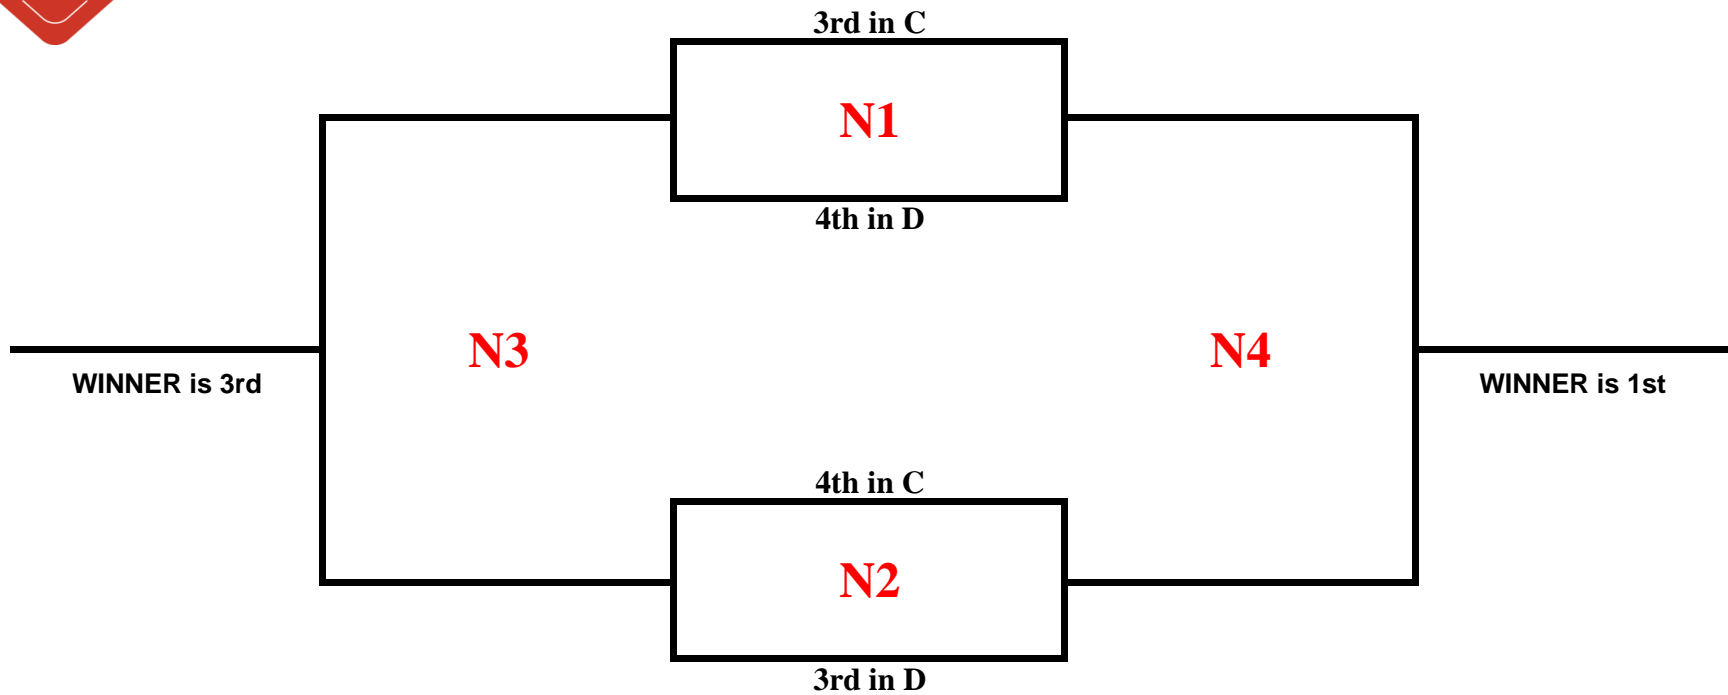 3rd in C
N1
4th in D
N3
N4
WINNER is 3rd
WINNER is 1st
4th in C
N2
3rd in D